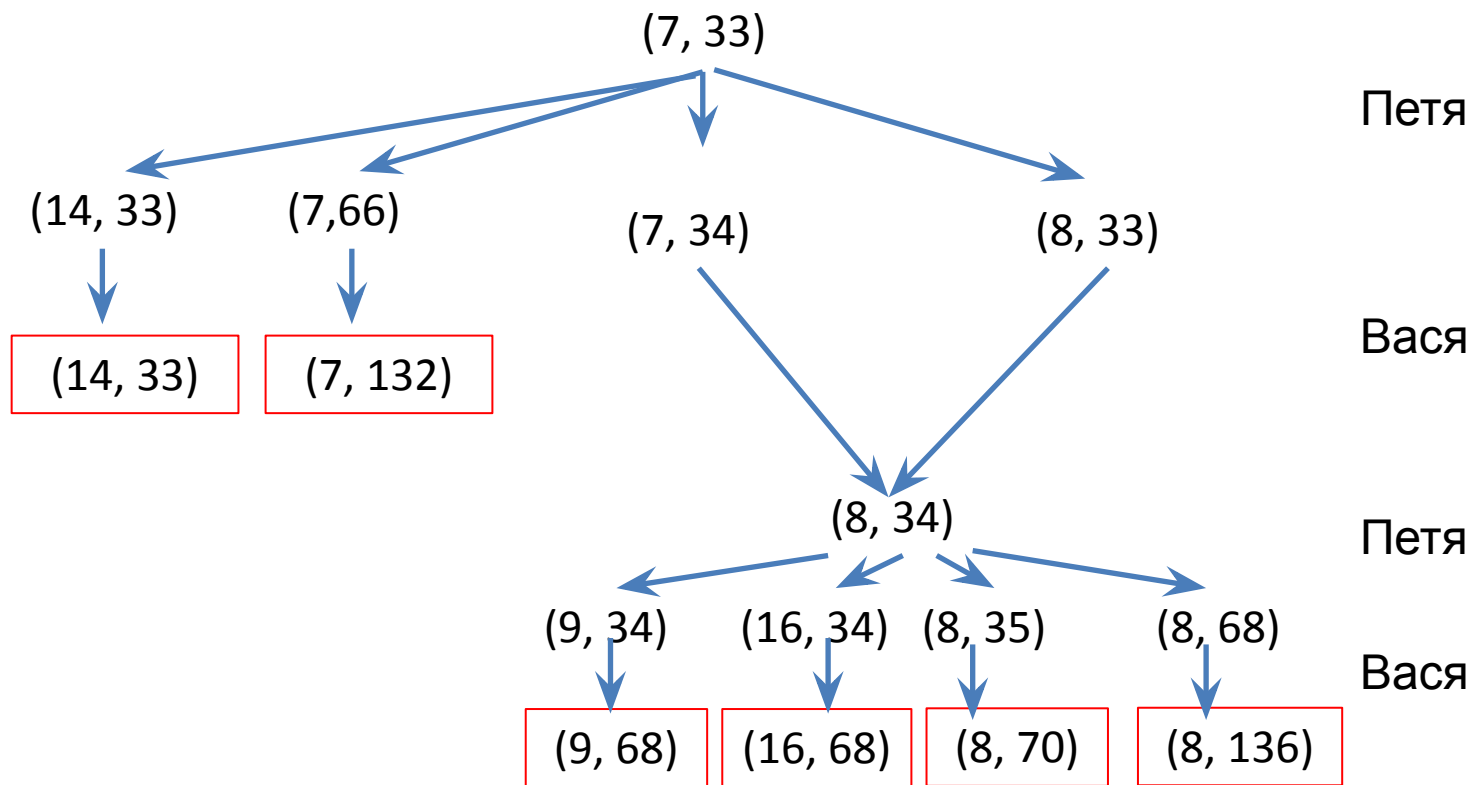 (7, 33)
Петя
(14, 33) (7,66) (7, 34) (8, 33)
(14, 33) (7, 132) Вася
(8, 34) Петя
(9, 34) (16, 34) (8, 35) (8, 68)
Вася
(9, 68) (16, 68) (8, 70) (8, 136)